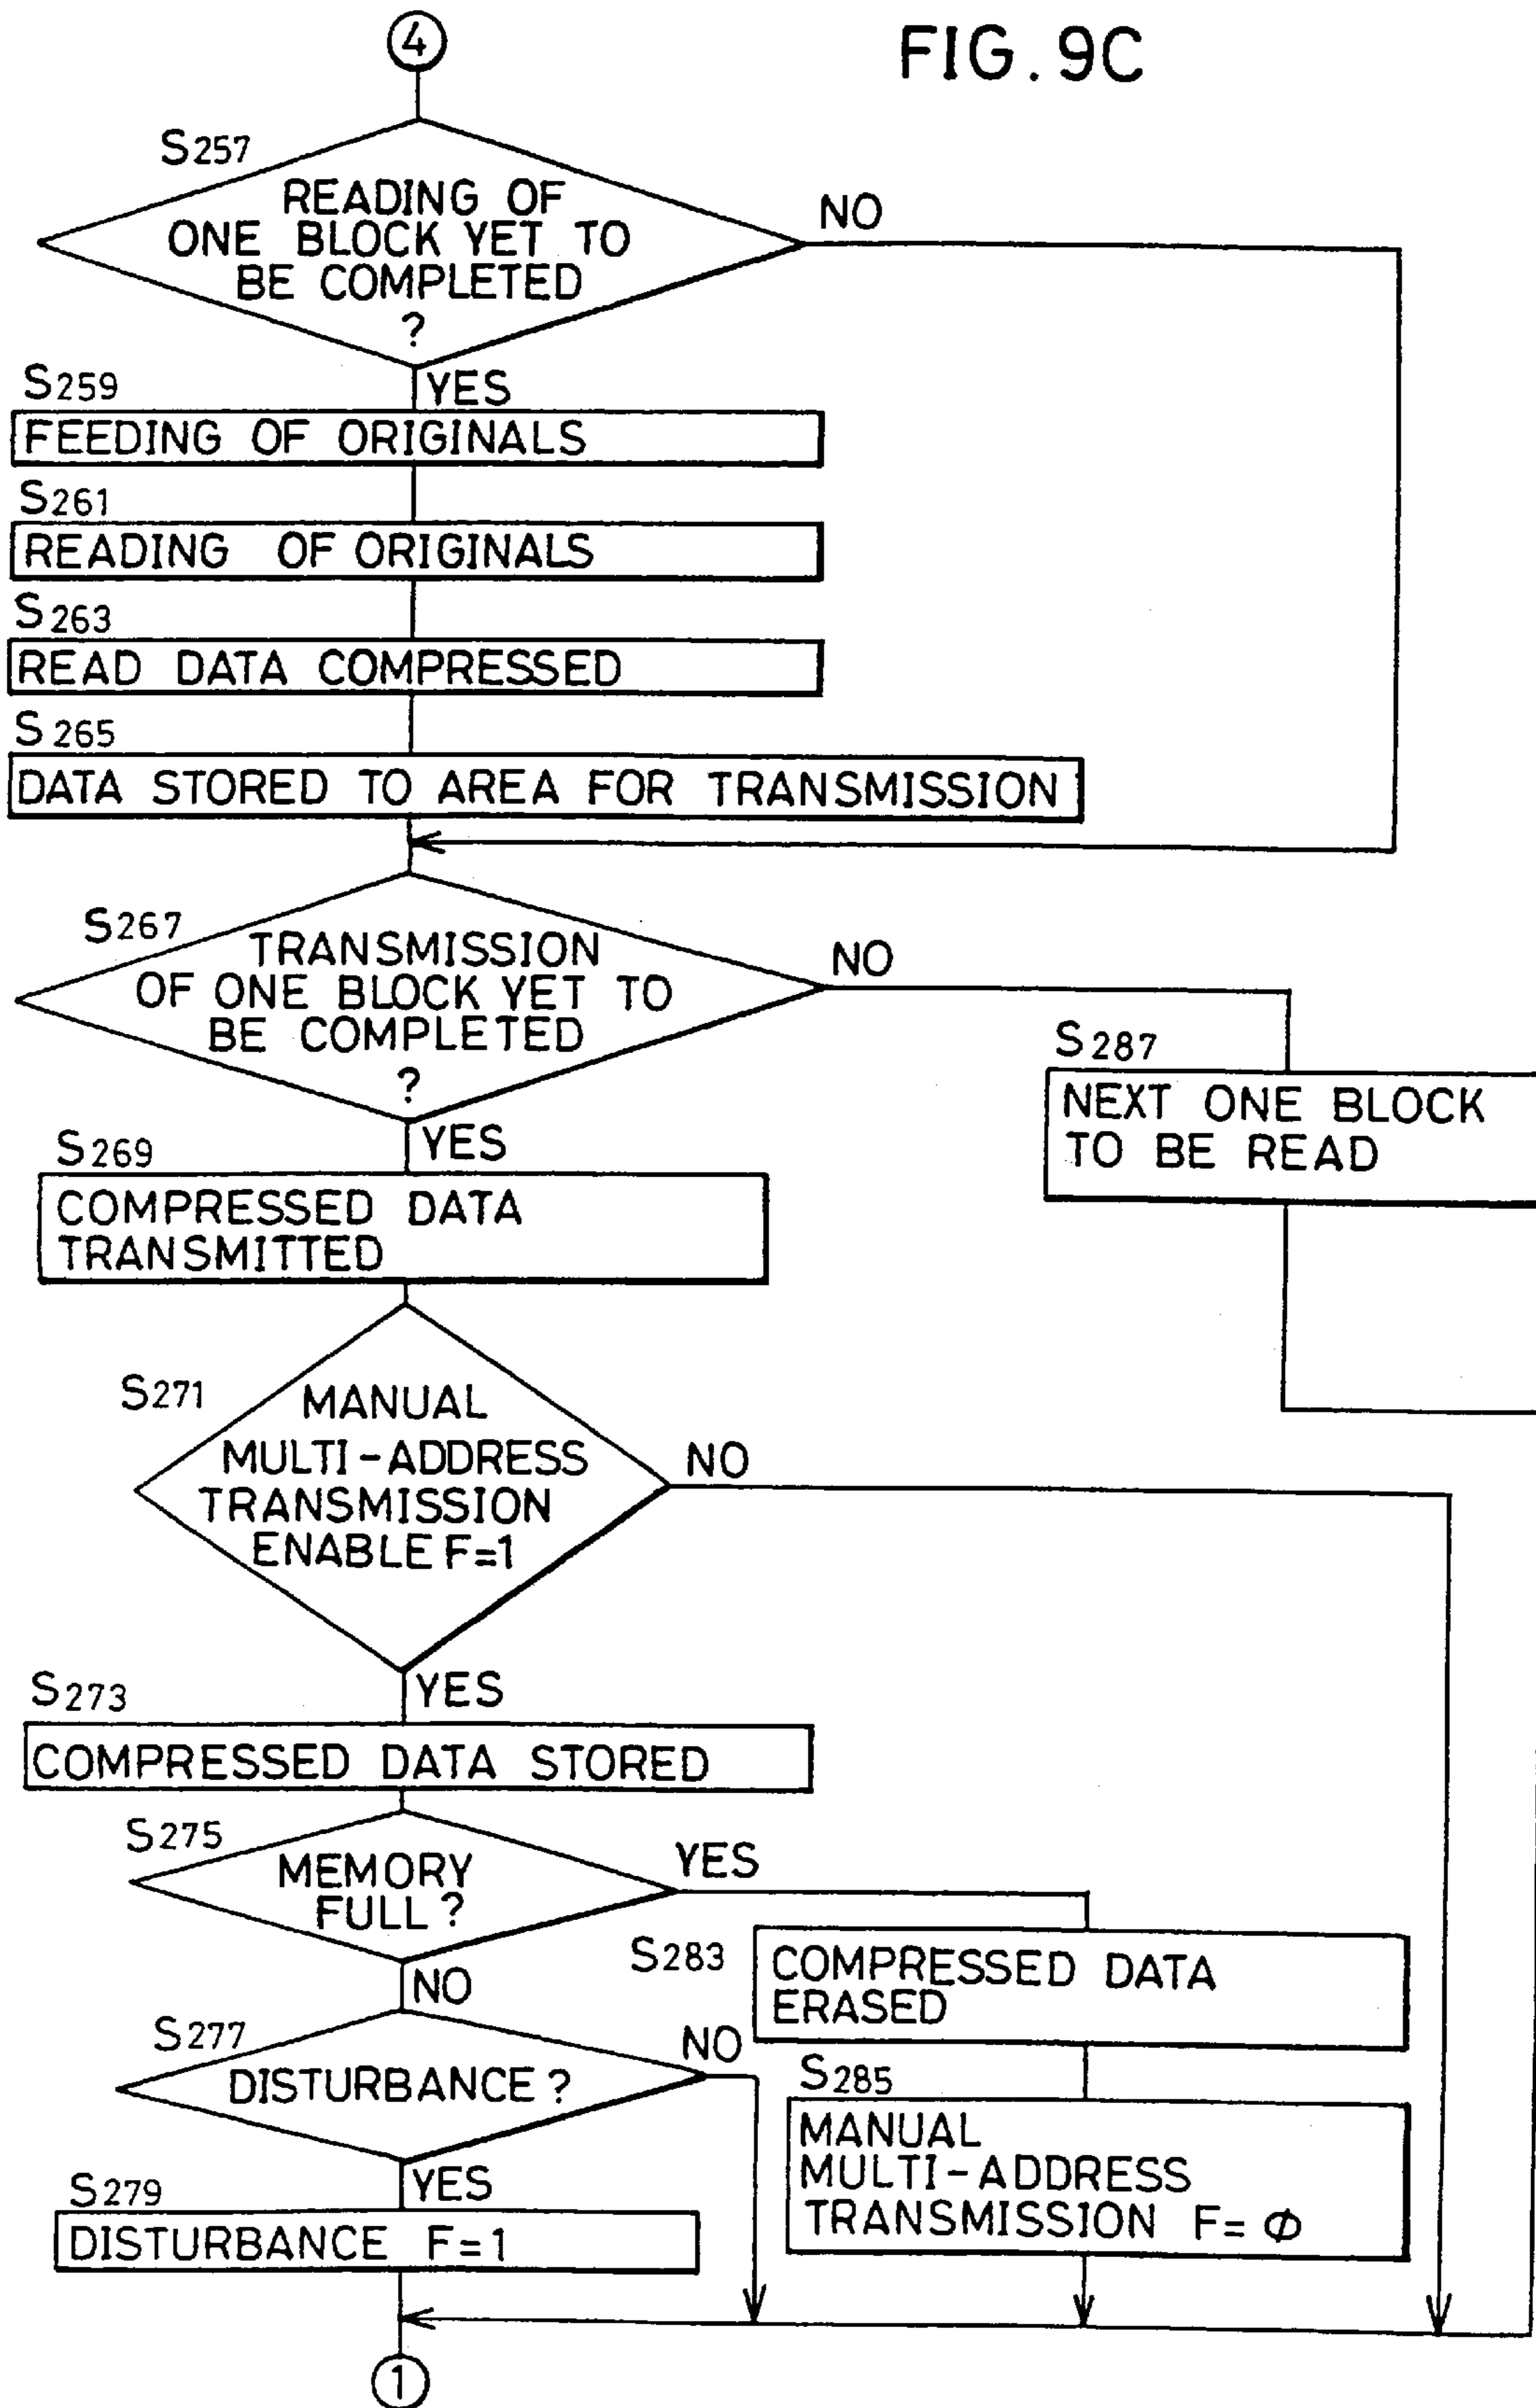 4
FIG. 9C
S257
READING OF
ONE BLOCK YET TO
BE COMPLETED
?
NO
YES
S259
FEEDING OF ORIGINALS
S261
READING OF ORIGINALS
S263
READ DATA COMPRESSED
S265
DATA STORED TO AREA FOR TRANSMISSION
S267
TRANSMISSION
OF ONE BLOCK YET TO
BE COMPLETED
?
NO
S287
NEXT ONE BLOCK
TO BE READ
YES
S269
COMPRESSED DATA
TRANSMITTED
S271
MANUAL
MULTI-ADDRESS
TRANSMISSION
ENABLE F=1
NO
YES
S273
COMPRESSED DATA STORED
S275
MEMORY
FULL?
YES
NO
S283
COMPRESSED DATA
ERASED
S277
DISTURBANCE?
NO
S285
MANUAL
MULTI-ADDRESS
TRANSMISSION F=Φ
YES
S279
DISTURBANCE F=1
1